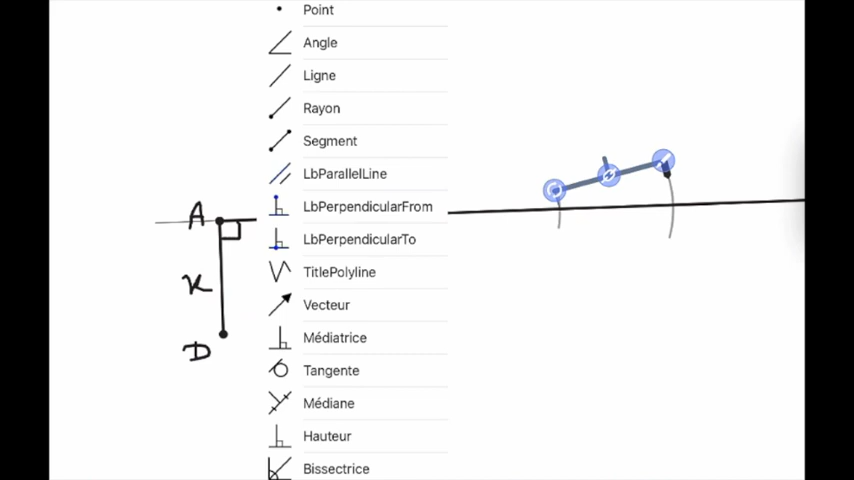 Point
Angle
Ligne
Rayon
Segment
LbParallelLine
LbPerpendicularFrom
LbPerpendicularTo
TitlePolyline
Vecteur
Médiatrice
Tangente
Médiane
Hauteur
Bissectrice
A
x
D